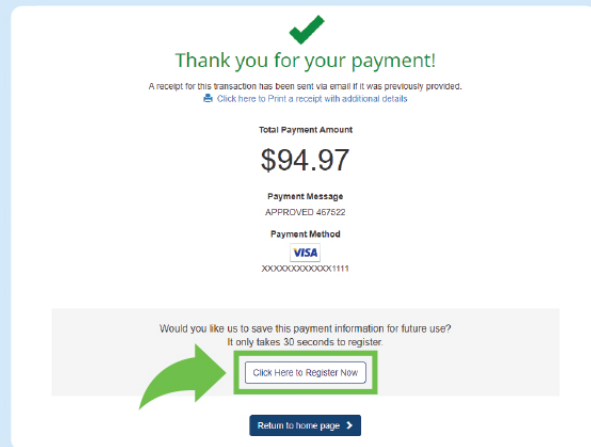 Thank you for your payment!
A receipt for this transaction has been sent via email if it was previously provided.
Click here to Print a receipt with additional details
Total Payment Amount
$94.97
Payment Message
APPROVED 467522
Payment Method
VISA
XXXXXXXXXXXX1111
Would you like us to save this payment information for future use?
It only takes 30 seconds to register.
Click Here to Register Now
Return to home page